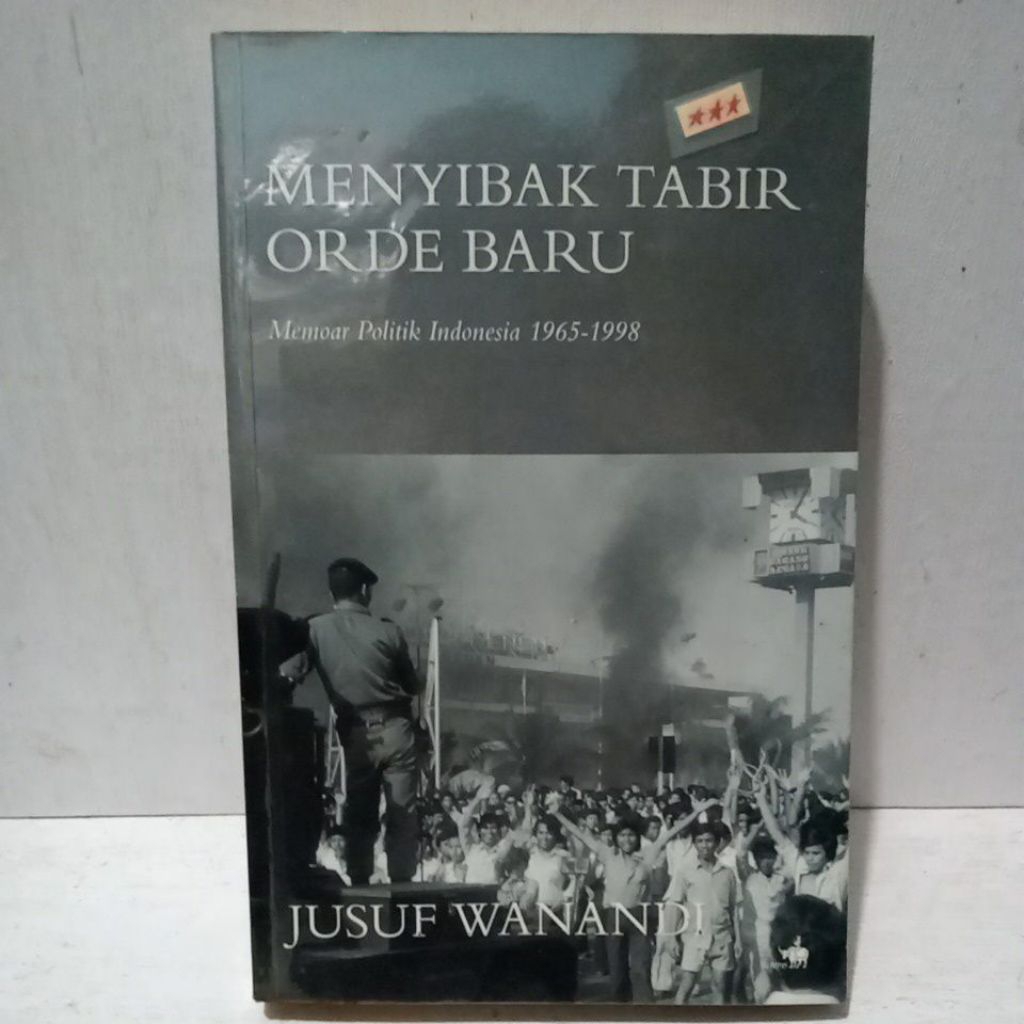 MENYIBAK TABIR
ORDE BARU
Memoar Politik Indonesia 1965-1998
JUSUF WANANDI